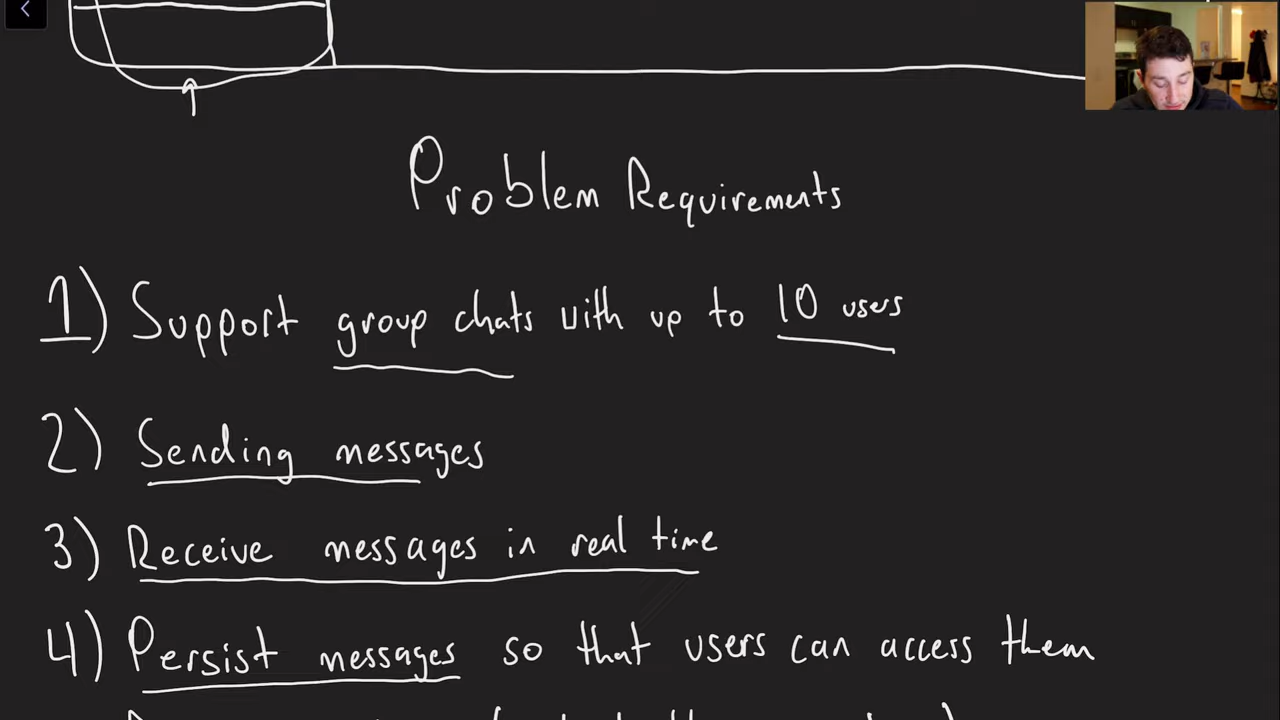 Problem Requirements
1) Support group chats with up to 10 users
2) Sending messages
3) Receive messages in real time
4) Persist messages so that users can access them